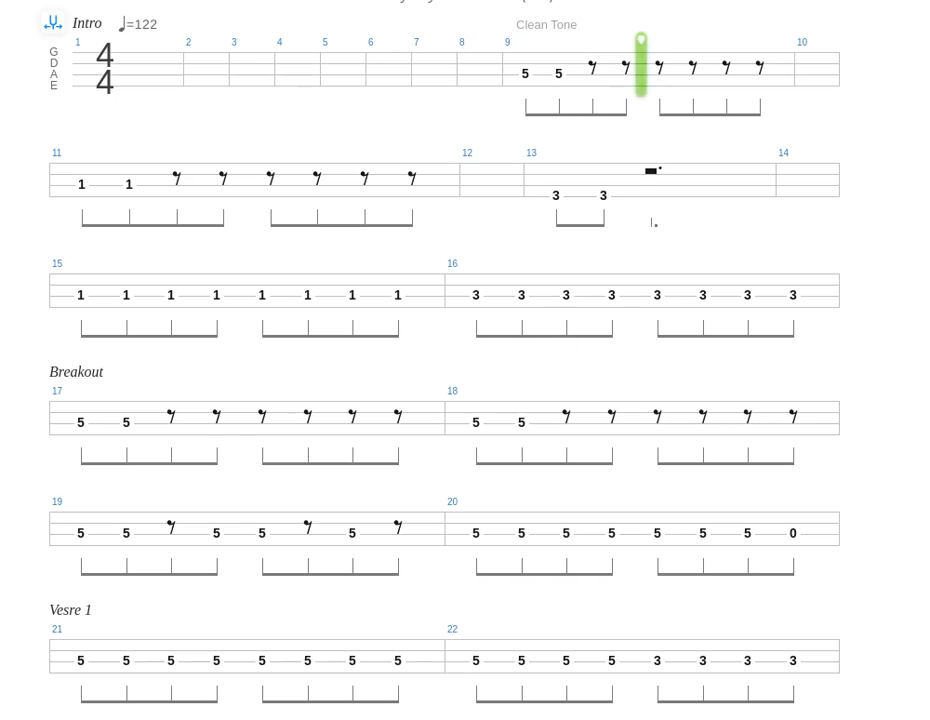 Intro ♩=122 Clean Tone
1 2 3 4 5 6 7 8 9 10
G
D
A
E
4
4
5 5
11 12 13 14
1 1
3 3
15 16
1 1 1 1 1 1 1 1 3 3 3 3 3 3 3 3
Breakout
17 18
5 5 5 5
19 20
5 5 5 5 5 5 5 5 5 5 5 5 0
Vesre 1
21 22
5 5 5 5 5 5 5 5 5 5 5 5 3 3 3 3